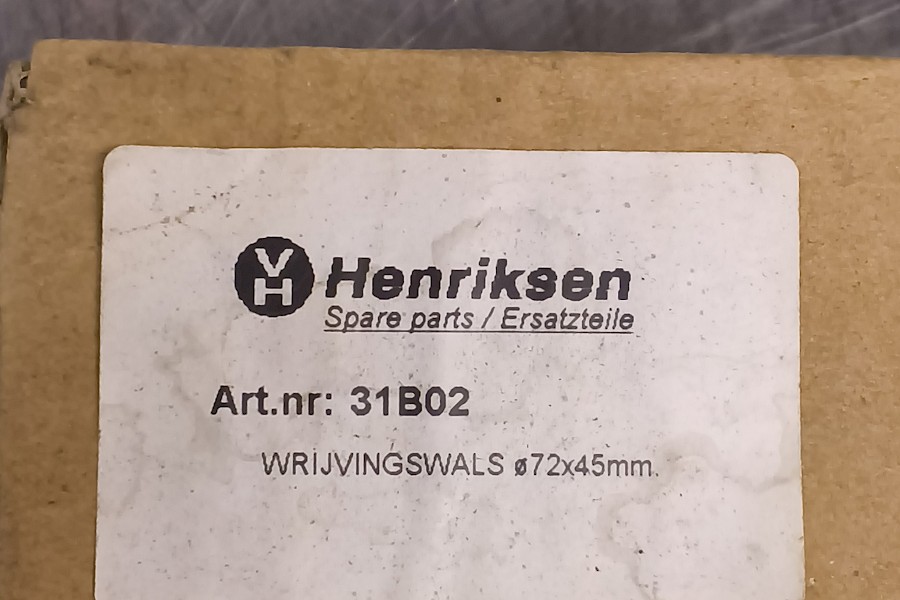 VH Henriksen
Spare parts / Ersatzteile
Art.nr: 31B02
WRIJVINGSWALS ø72x45mm.